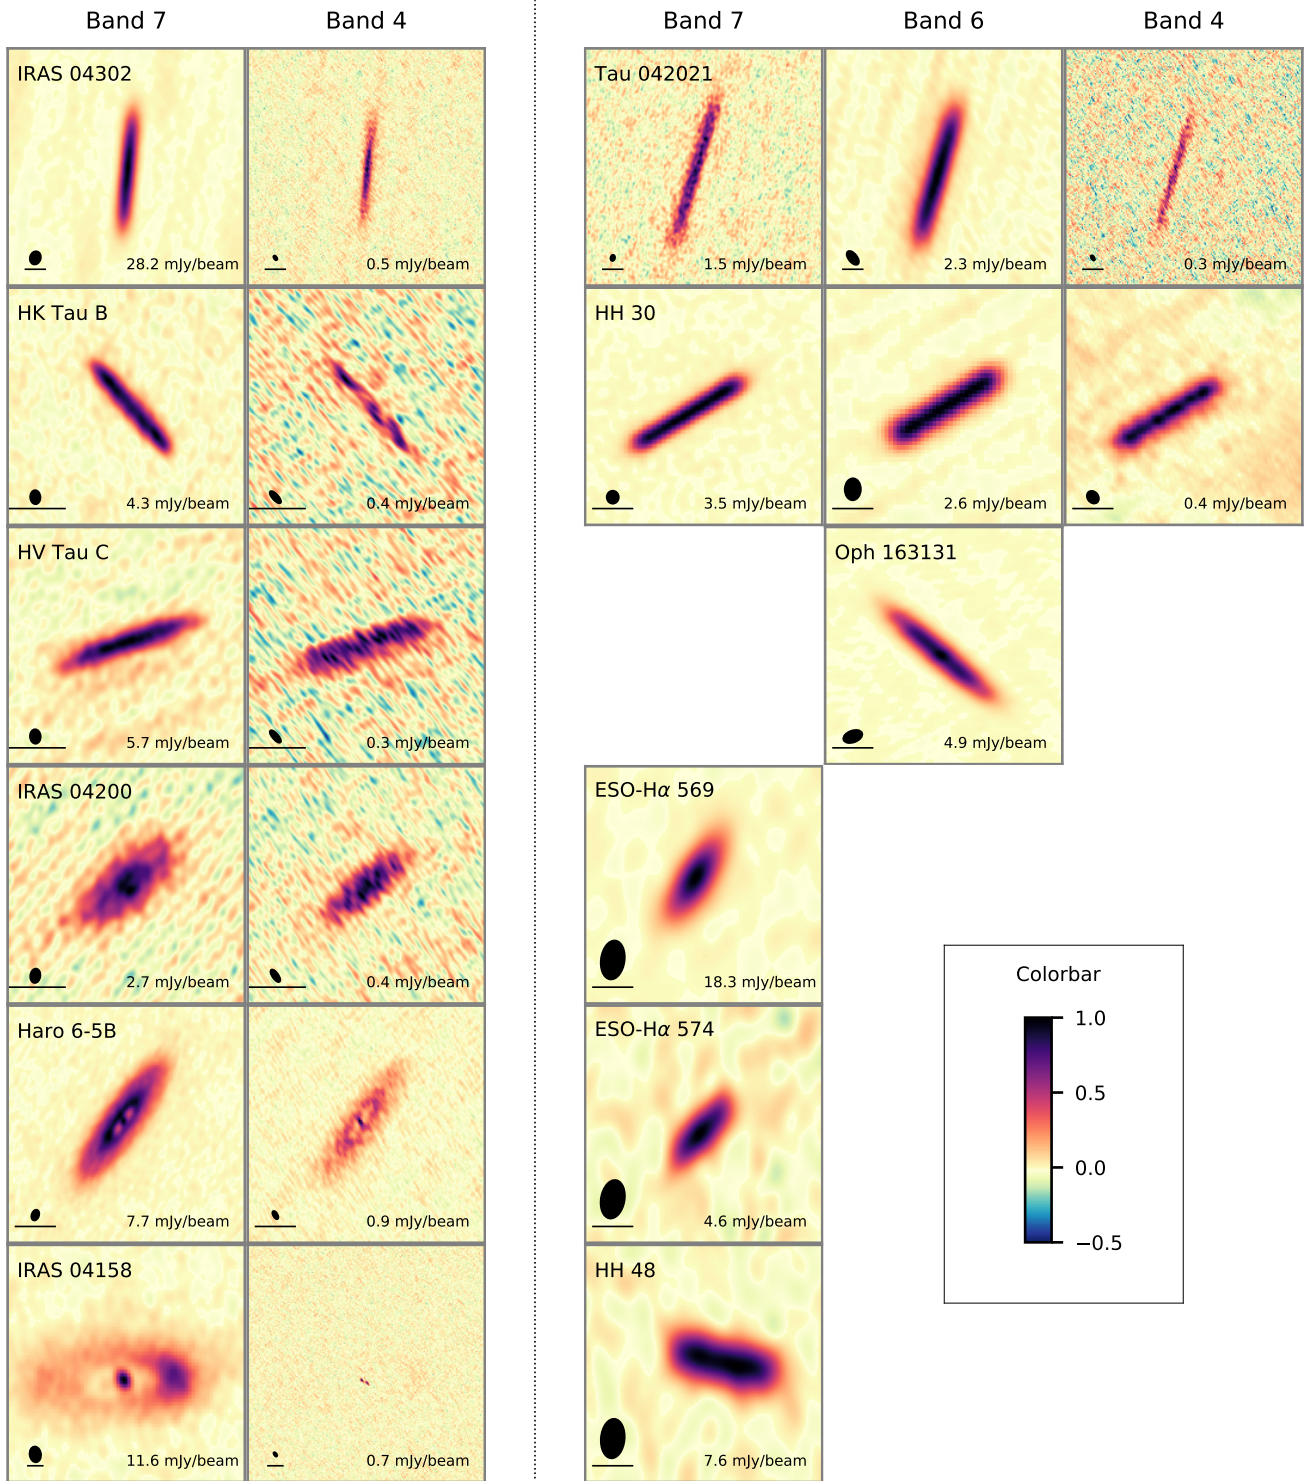 Band 7
Band 4
Band 7
Band 6
Band 4
IRAS 04302
28.2 mJy/beam
0.5 mJy/beam
Tau 042021
1.5 mJy/beam
2.3 mJy/beam
0.3 mJy/beam
HK Tau B
4.3 mJy/beam
0.4 mJy/beam
HH 30
3.5 mJy/beam
2.6 mJy/beam
0.4 mJy/beam
HV Tau C
5.7 mJy/beam
0.3 mJy/beam
Oph 163131
4.9 mJy/beam
IRAS 04200
2.7 mJy/beam
0.4 mJy/beam
ESO-Hα 569
18.3 mJy/beam
Haro 6-5B
7.7 mJy/beam
0.9 mJy/beam
ESO-Hα 574
4.6 mJy/beam
IRAS 04158
11.6 mJy/beam
0.7 mJy/beam
HH 48
7.6 mJy/beam
Colorbar
1.0
0.5
0.0
−0.5